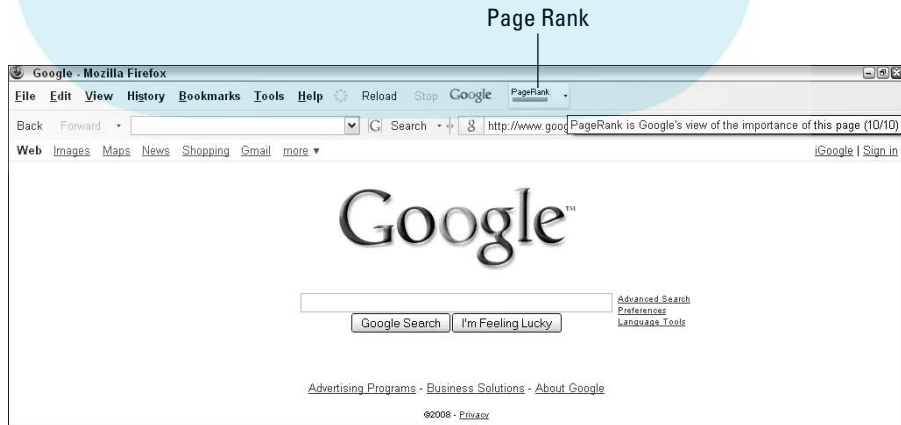 Page Rank
Google - Mozilla Firefox
File Edit View History Bookmarks Tools Help Reload Stop Google PageRank
Back Forward G Search g http://www.goog PageRank is Google's view of the importance of this page (10/10)
Web Images Maps News Shopping Gmail more ▼ iGoogle | Sign in
Google™
Advanced Search
Preferences
Google Search I'm Feeling Lucky Language Tools
Advertising Programs - Business Solutions - About Google
©2008 - Privacy